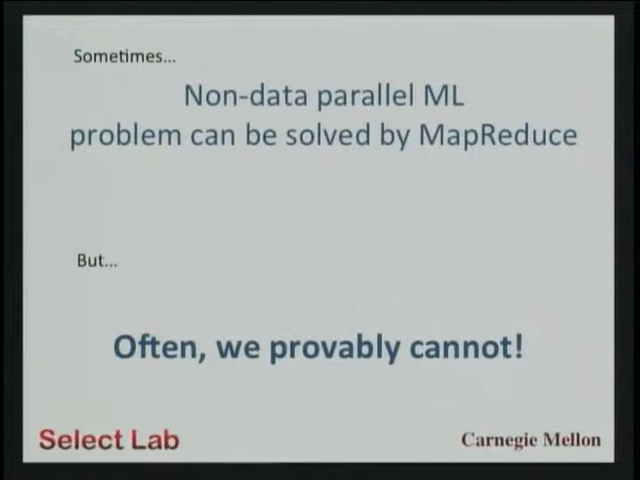 Sometimes...
Non-data parallel ML
problem can be solved by MapReduce
But...
Often, we provably cannot!
Select Lab
Carnegie Mellon